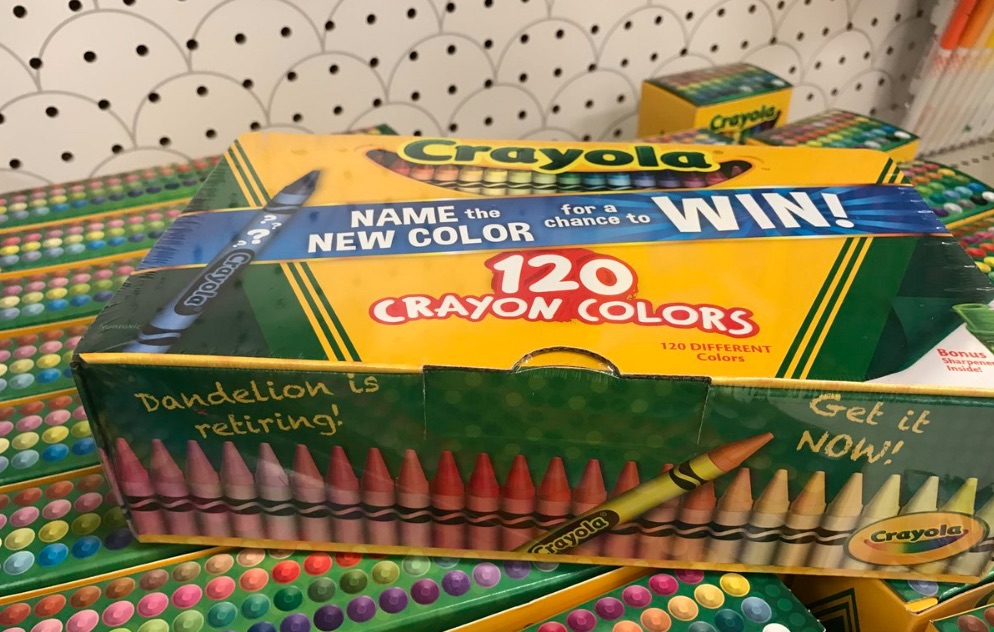 Crayola
Crayola
NAME the
NEW COLOR
for a
chance to
WIN!
Crayola
120
CRAYON COLORS
120 DIFFERENT
Colors
Bonus
Sharpener
Inside!
Dandelion is
retiring!
Get it
NOW!
Crayola
Crayola